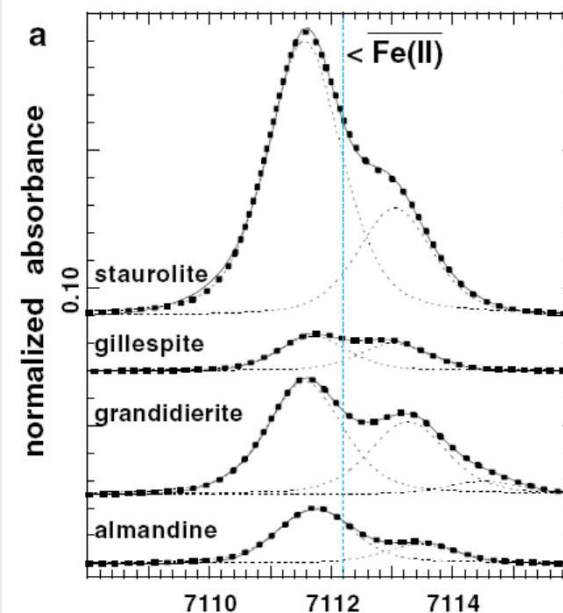 a
< Fe(II)
normalized absorbance
0.10
staurolite
gillespite
grandidierite
almandine
7110 7112 7114